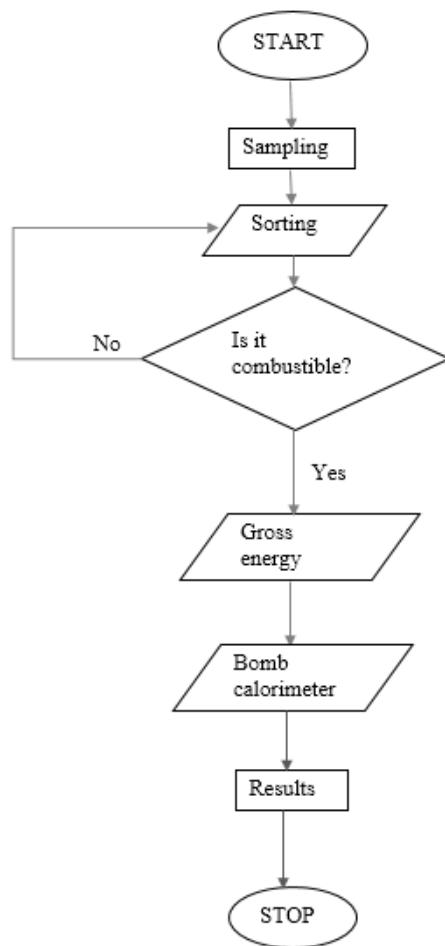 START
Sampling
Sorting
Is it
combustible?
No
Yes
Gross
energy
Bomb
calorimeter
Results
STOP